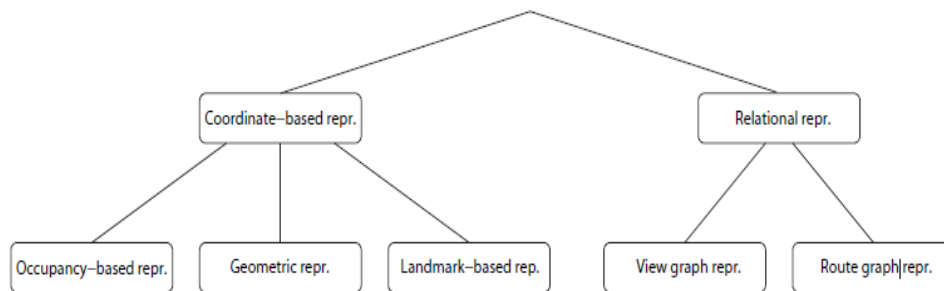 Coordinate–based repr.
Relational repr.
Occupancy–based repr.
Geometric repr.
Landmark–based rep.
View graph repr.
Route graph repr.